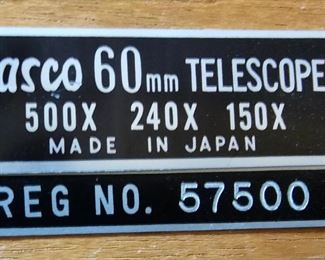 asco 60mm TELESCOPE
500X 240X 150X
MADE IN JAPAN
REG NO. 57500